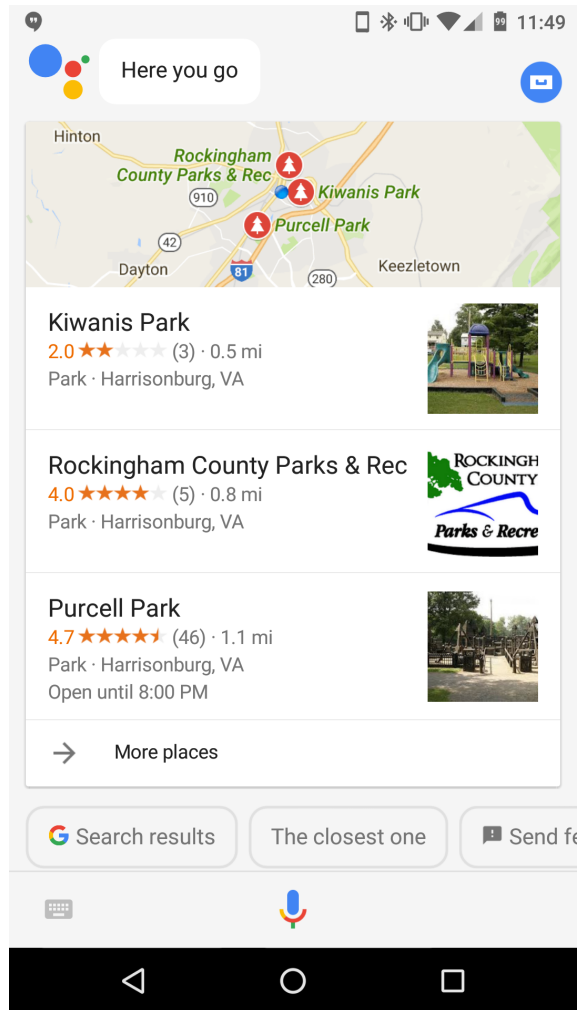 99 11:49
Here you go
Hinton
Rockingham
County Parks & Rec
910
Kiwanis Park
Purcell Park
42
Dayton
81
280
Keezletown
Kiwanis Park
2.0 ★★★★★ (3) · 0.5 mi
Park · Harrisonburg, VA
Rockingham County Parks & Rec
4.0 ★★★★★ (5) · 0.8 mi
Park · Harrisonburg, VA
ROCKINGH
COUNTY
Parks & Recre
Purcell Park
4.7 ★★★★★ (46) · 1.1 mi
Park · Harrisonburg, VA
Open until 8:00 PM
More places
G Search results
The closest one
Send fe